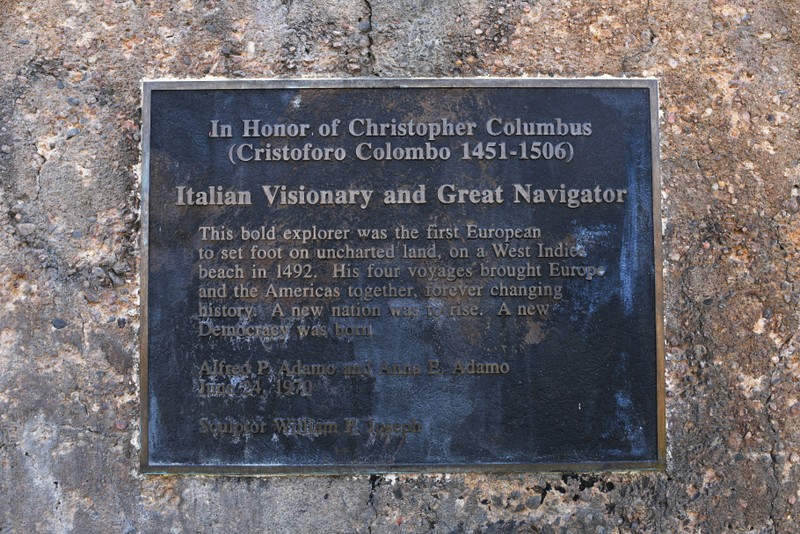 In Honor of Christopher Columbus
(Cristoforo Colombo 1451-1506)
Italian Visionary and Great Navigator
This bold explorer was the first European
to set foot on uncharted land, on a West Indies
beach in 1492. His four voyages brought Europe
and the Americas together, forever changing
history. A new nation was to rise. A new
Democracy was born
Alfred P. Adamo and Anna E. Adamo
June 24, 1970
Sculptor William F. Joseph